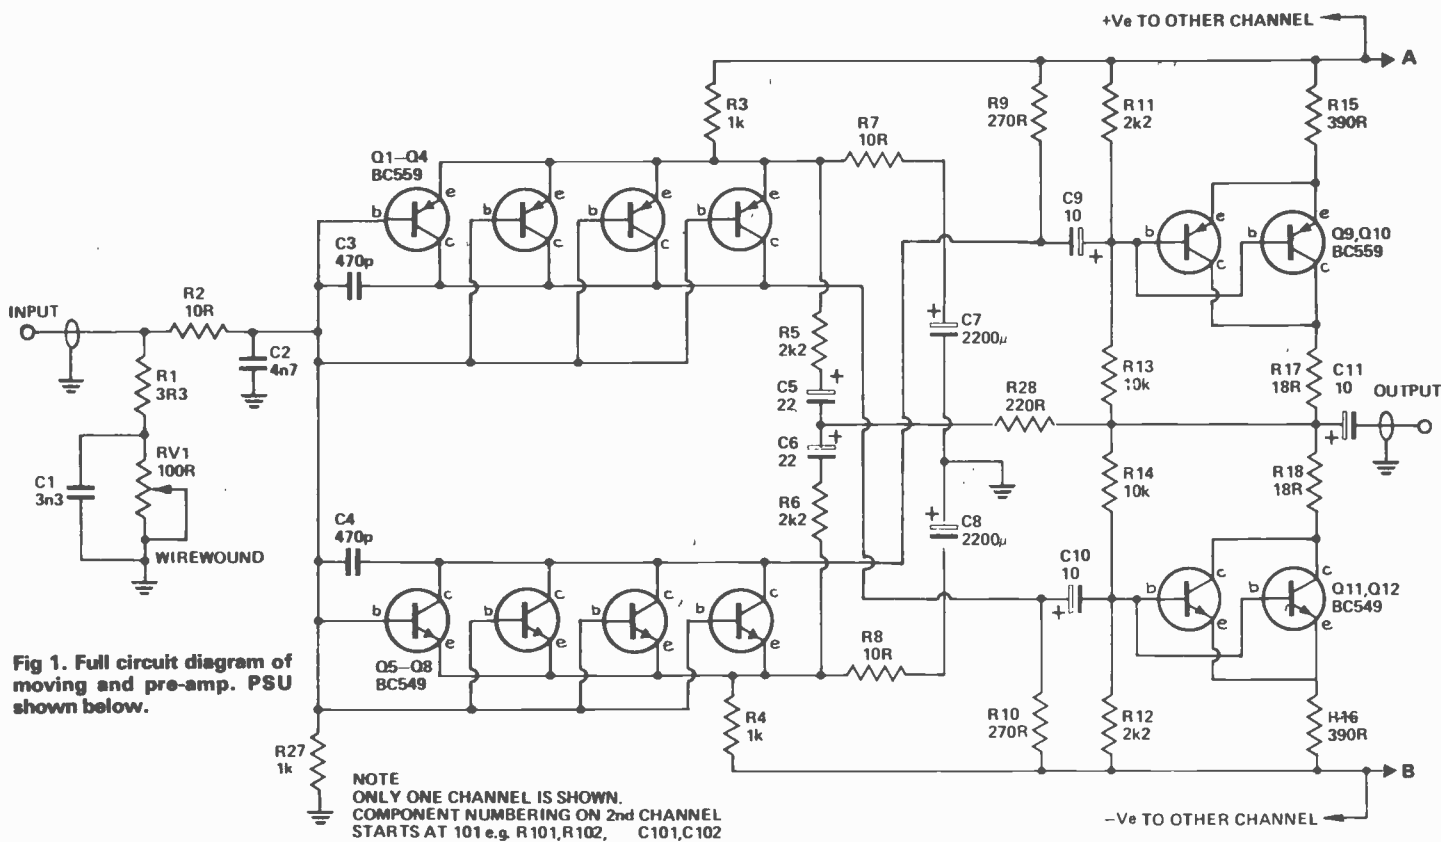 +Ve TO OTHER CHANNEL
A
R3
1k
R7
10R
R9
270R
R11
2k2
R15
390R
Q1–Q4
BC559
b
e
c
b
e
c
b
e
c
b
e
c
C9
10
+
b
e
c
b
e
c
Q9,Q10
BC559
C3
470p
INPUT
R2
10R
C2
4n7
R1
3R3
RV1
100R
C1
3n3
WIREWOUND
R5
2k2
+
C5
22
+
C6
22
R6
2k2
+
C7
2200μ
R28
220R
+
C8
2200μ
R13
10k
R17
18R
C11
10
+
OUTPUT
R14
10k
R18
18R
C4
470p
b
c
e
b
c
e
b
c
e
b
c
e
Q5–Q8
BC549
R8
10R
C10
10
+
b
c
e
b
c
e
Q11,Q12
BC549
Fig 1. Full circuit diagram of
moving and pre-amp. PSU
shown below.
R27
1k
R4
1k
R10
270R
R12
2k2
R16
390R
B
NOTE
ONLY ONE CHANNEL IS SHOWN.
COMPONENT NUMBERING ON 2nd CHANNEL
STARTS AT 101 e.g. R101,R102, C101,C102
–Ve TO OTHER CHANNEL